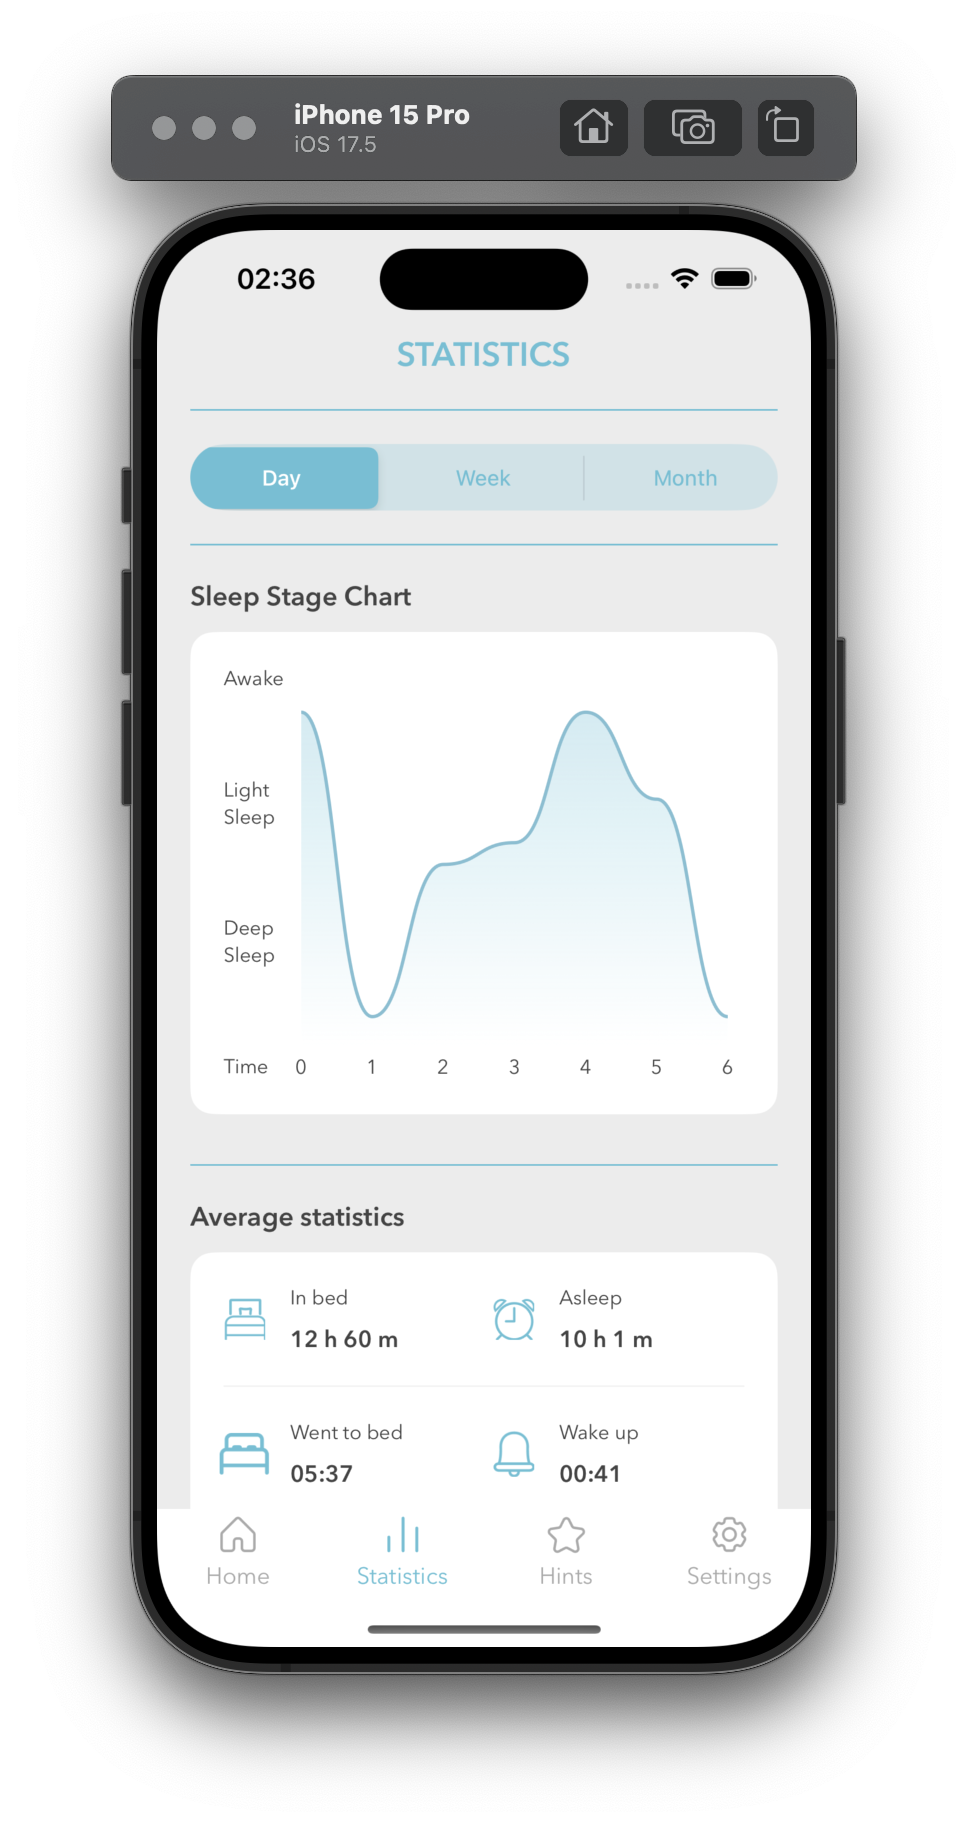 iPhone 15 Pro
iOS 17.5
02:36
STATISTICS
Day Week Month
Sleep Stage Chart
Awake
Light
Sleep
Deep
Sleep
Time 0 1 2 3 4 5 6
Average statistics
In bed Asleep
12 h 60 m 10 h 1 m
Went to bed Wake up
05:37 00:41
Home Statistics Hints Settings